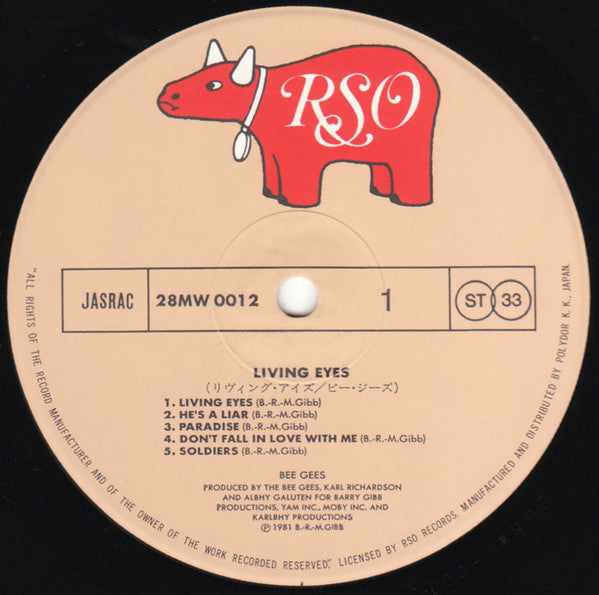 RSO
JASRAC
28MW 0012
1
ST 33
LIVING EYES
(リヴィング・アイズ/ビー・ジーズ)
1. LIVING EYES (B.-R.-M.Gibb)
2. HE'S A LIAR (B.-R.-M.Gibb)
3. PARADISE (B.-R.-M.Gibb)
4. DON'T FALL IN LOVE WITH ME (B.-R.-M.Gibb)
5. SOLDIERS (B.-R.-M.Gibb)
BEE GEES
PRODUCED BY THE BEE GEES, KARL RICHARDSON
AND ALBHY GALUTEN FOR BARRY GIBB
PRODUCTIONS, YAM INC., MOBY INC. AND
KARLBHY PRODUCTIONS
℗ 1981 B.-R.-M.GIBB
"ALL RIGHTS OF THE RECORD MANUFACTURER AND OF THE OWNER OF THE WORK RECORDED RESERVED," LICENSED BY RSO RECORDS. MANUFACTURED AND DISTRIBUTED BY POLYDOR K. K., JAPAN.